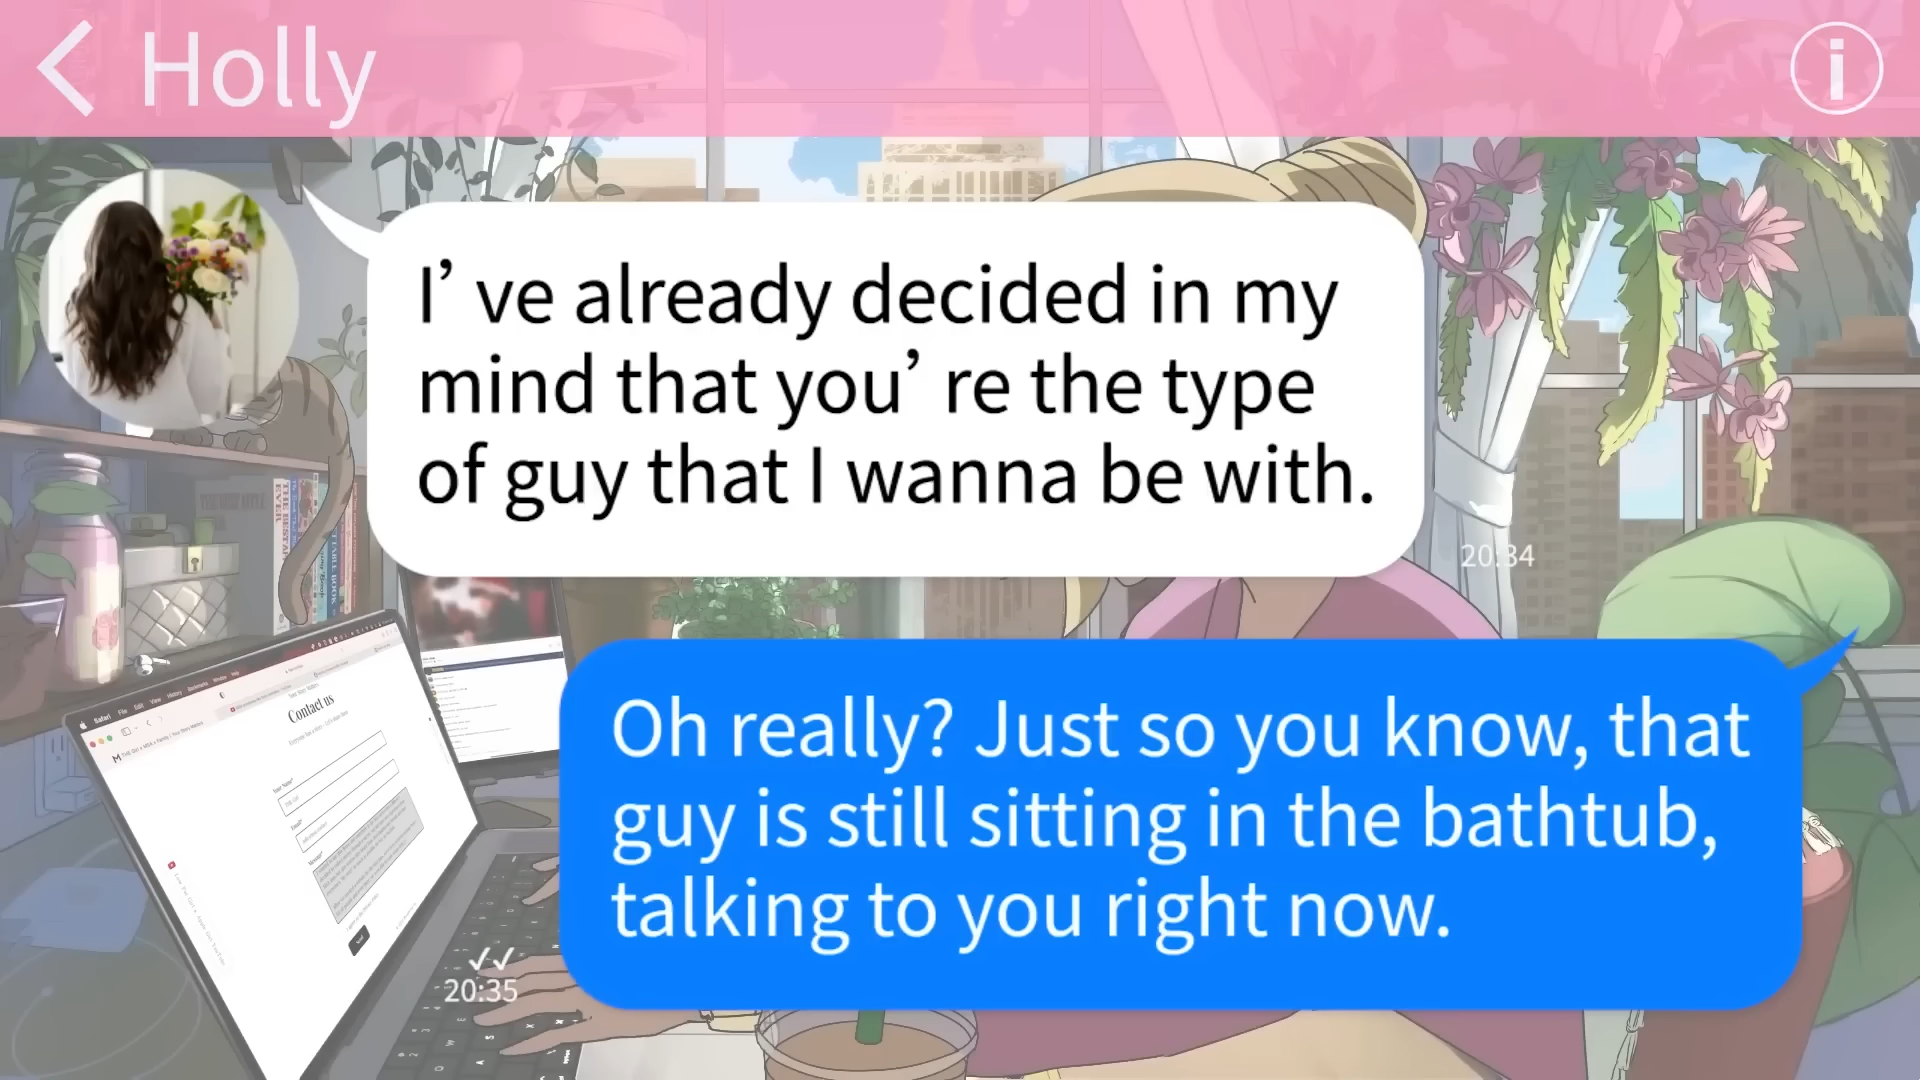 Holly
i
I’ve already decided in my
mind that you’re the type
of guy that I wanna be with.
20:34
Oh really? Just so you know, that
guy is still sitting in the bathtub,
talking to you right now.
20:35
Contact us